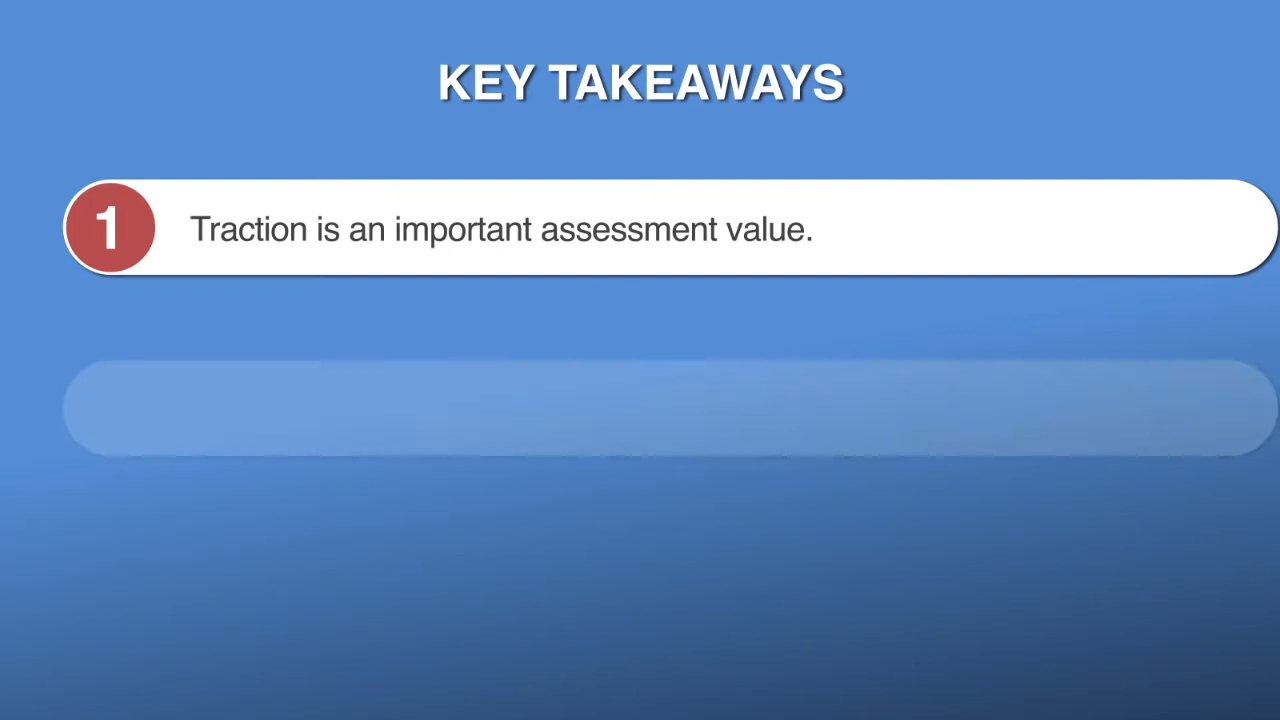 KEY TAKEAWAYS
1 Traction is an important assessment value.